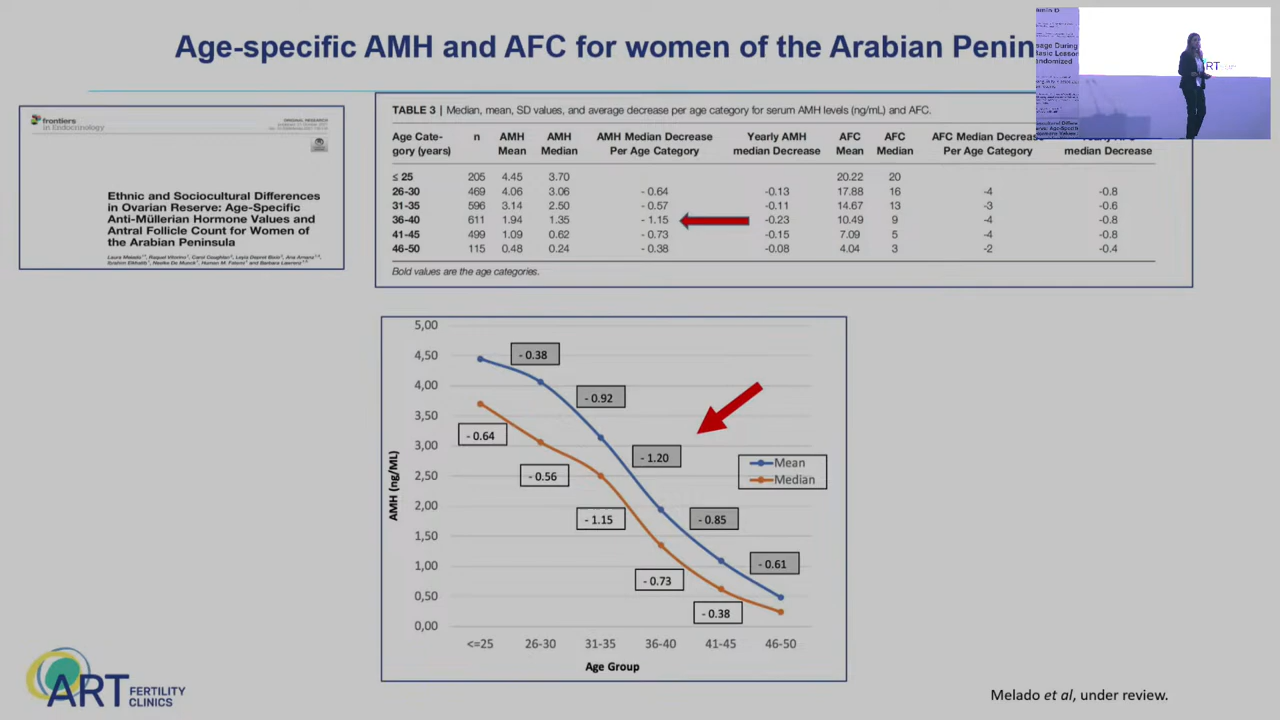 Age-specific AMH and AFC for women of the Arabian Penin
frontiers
in Endocrinology
ORIGINAL RESEARCH
Ethnic and Sociocultural Differences
in Ovarian Reserve: Age-Specific
Anti-Müllerian Hormone Values and
Antral Follicle Count for Women of
the Arabian Peninsula
Laura Melado
TABLE 3 | Median, mean, SD values, and average decrease per age category for serum AMH levels (ng/mL) and AFC.
Age Cate- n AMH AMH AMH Median Decrease Yearly AMH AFC AFC AFC Median Decreas
gory (years) Mean Median Per Age Category median Decrease Mean Median Per Age Category median Decrease
≤ 25 205 4.45 3.70 20.22 20
26-30 469 4.06 3.06 - 0.64 -0.13 17.88 16 -4 -0.8
31-35 596 3.14 2.50 - 0.57 -0.11 14.67 13 -3 -0.6
36-40 611 1.94 1.35 - 1.15 -0.23 10.49 9 -4 -0.8
41-45 499 1.09 0.62 - 0.73 -0.15 7.09 5 -4 -0.8
46-50 115 0.48 0.24 - 0.38 -0.08 4.04 3 -2 -0.4
Bold values are the age categories.
5,00
4,50
4,00
3,50
3,00
2,50
2,00
1,50
1,00
0,50
0,00
AMH (ng/ML)
- 0.38
- 0.92
- 1.20
- 0.85
- 0.61
- 0.64
- 0.56
- 1.15
- 0.73
- 0.38
Mean
Median
<=25 26-30 31-35 36-40 41-45 46-50
Age Group
ART FERTILITY
CLINICS
Melado et al, under review.